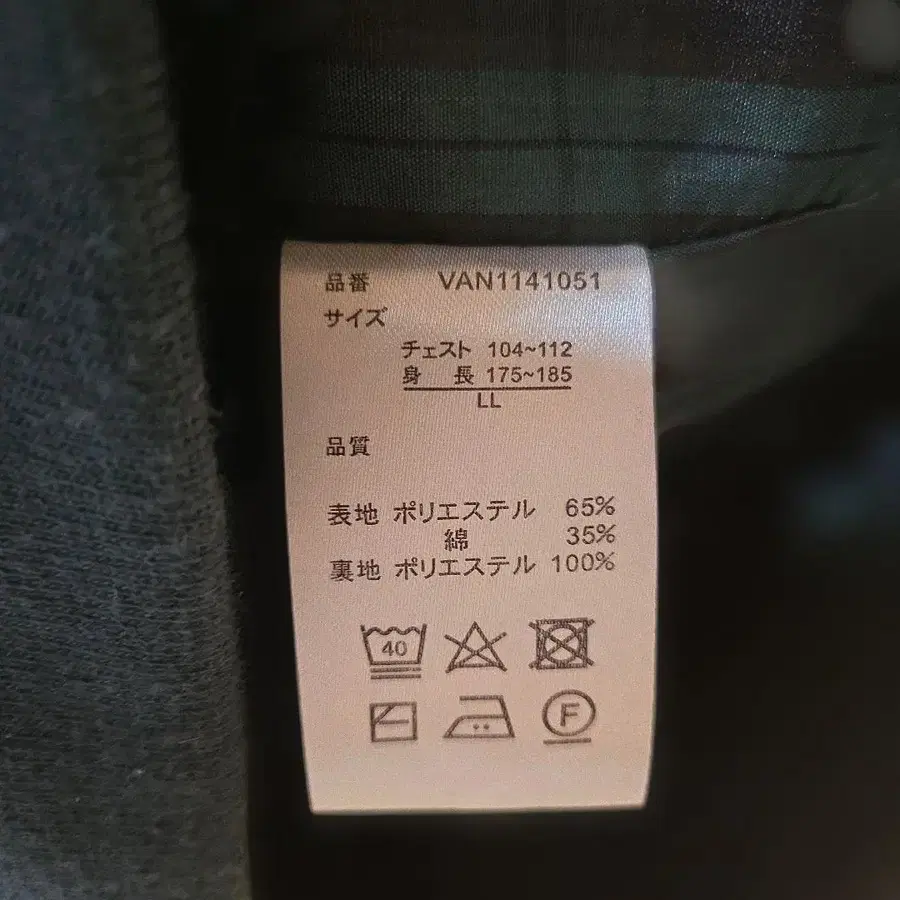 品番 VAN1141051
サイズ
チェスト 104~112
身 長 175~185
LL
品質
表地 ポリエステル 65%
綿 35%
裏地 ポリエステル 100%
40
F